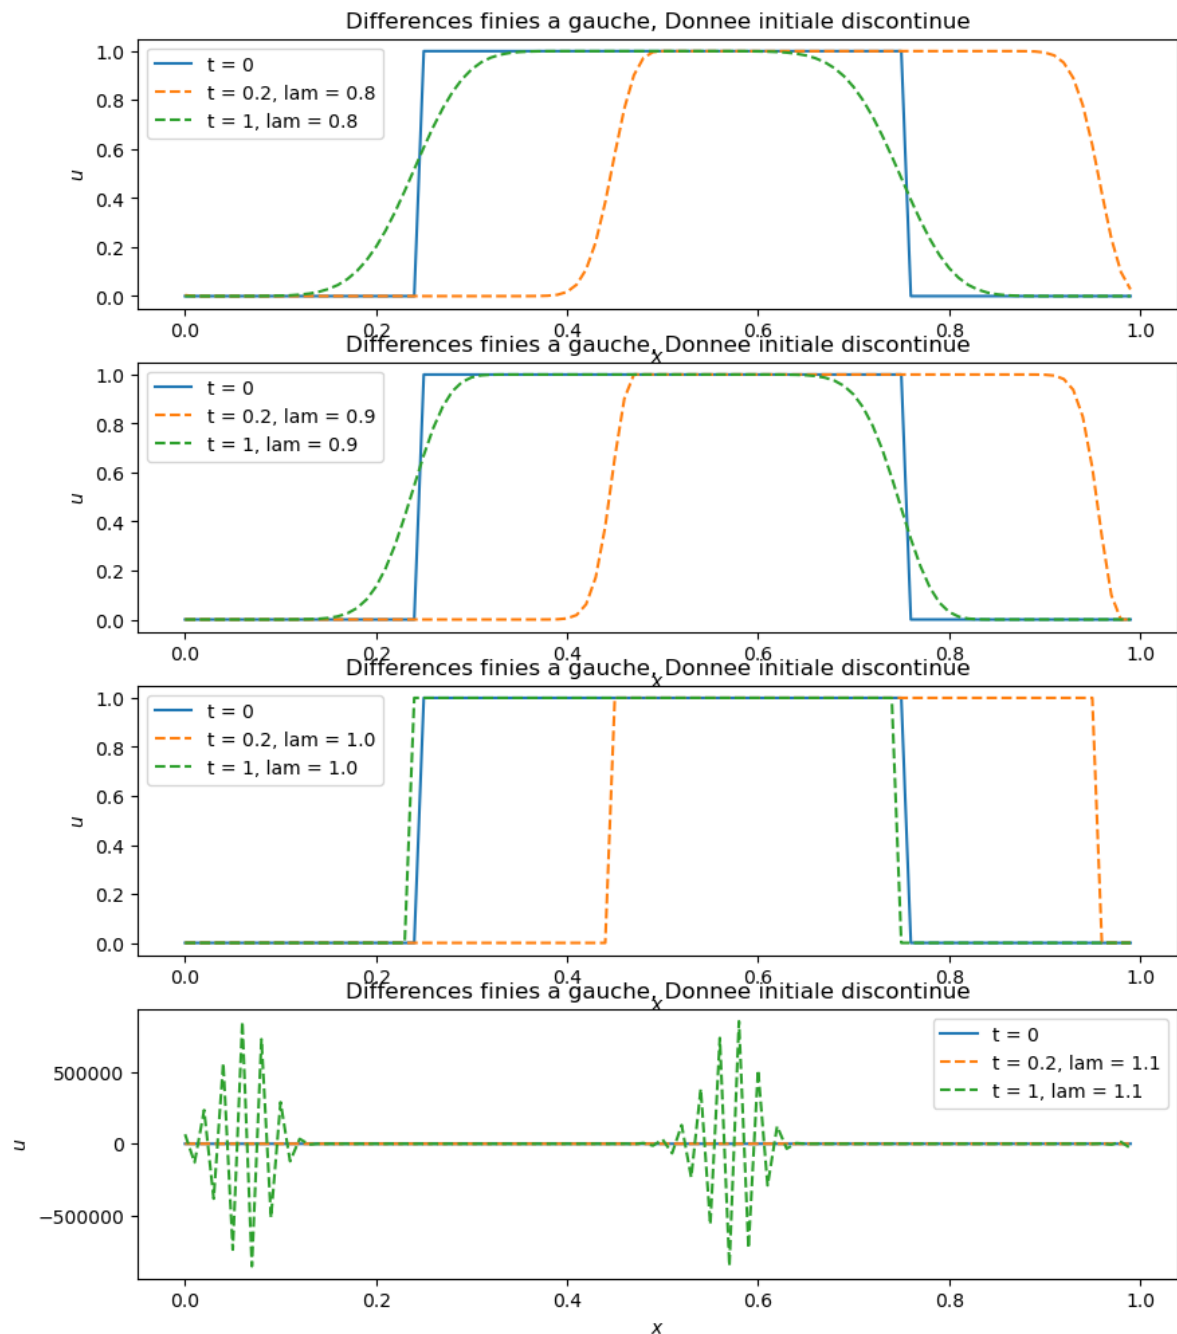 Differences finies a gauche, Donnee initiale discontinue
1.0
0.8
0.6
0.4
0.2
0.0
u
t = 0
t = 0.2, lam = 0.8
t = 1, lam = 0.8
0.0 0.2 0.4 0.6 0.8 1.0
x
Differences finies a gauche, Donnee initiale discontinue
1.0
0.8
0.6
0.4
0.2
0.0
u
t = 0
t = 0.2, lam = 0.9
t = 1, lam = 0.9
0.0 0.2 0.4 0.6 0.8 1.0
x
Differences finies a gauche, Donnee initiale discontinue
1.0
0.8
0.6
0.4
0.2
0.0
u
t = 0
t = 0.2, lam = 1.0
t = 1, lam = 1.0
0.0 0.2 0.4 0.6 0.8 1.0
x
Differences finies a gauche, Donnee initiale discontinue
500000
0
−500000
u
t = 0
t = 0.2, lam = 1.1
t = 1, lam = 1.1
0.0 0.2 0.4 0.6 0.8 1.0
x